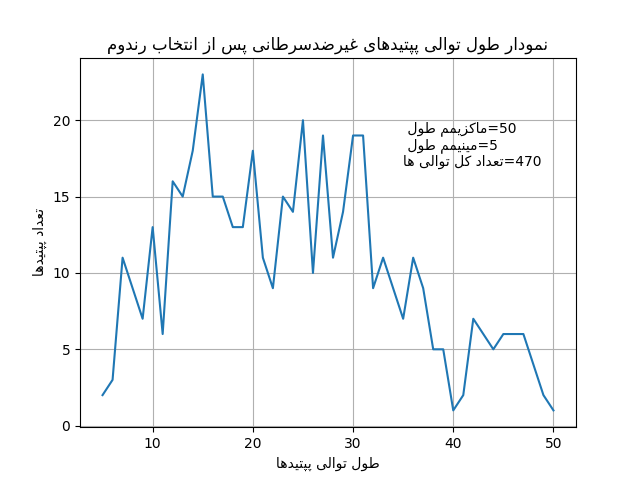 نمودار طول توالی پپتیدهای غیرضدسرطانی پس از انتخاب رندوم
ماکزیمم طول=50
مینیمم طول=5
تعداد کل توالی ها=470
تعداد پپتیدها
20
15
10
5
0
10 20 30 40 50
طول توالی پپتیدها